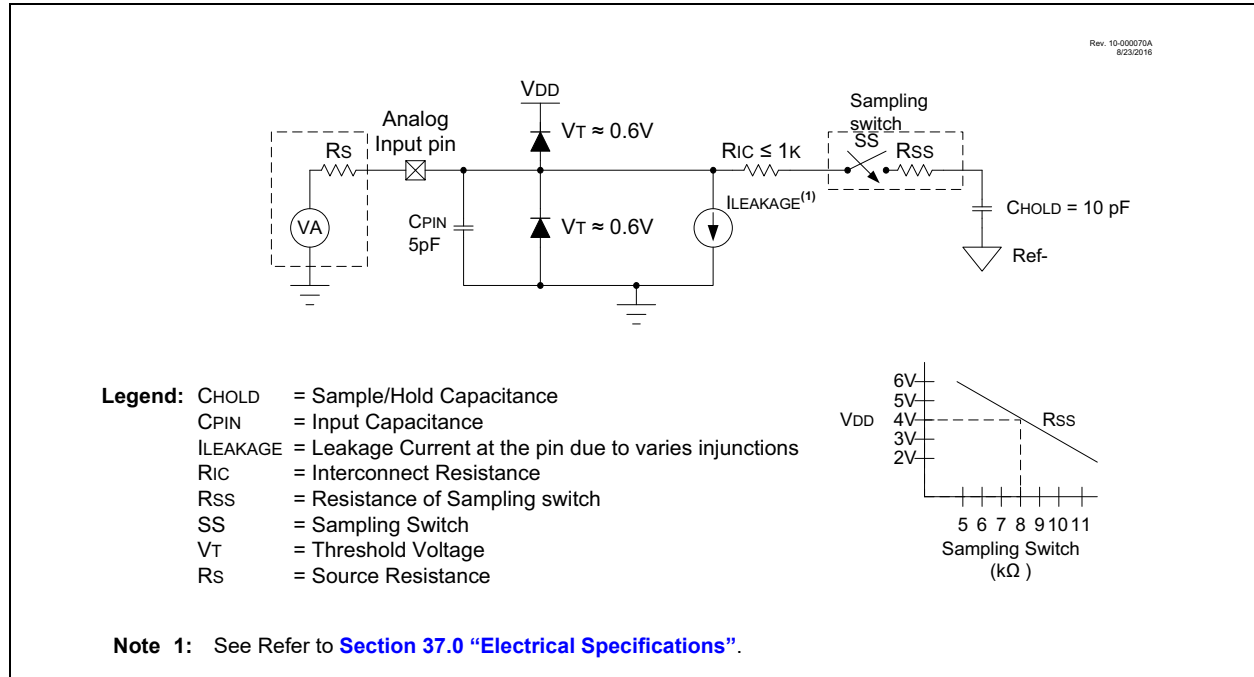 Rev. 10-000070A
8/23/2016
VDD
Analog
Input pin
VT ≈ 0.6V
Sampling
switch
SS
RSS
RS
RIC ≤ 1K
ILEAKAGE(1)
CHOLD = 10 pF
VA
CPIN
5pF
VT ≈ 0.6V
Ref-
Legend: CHOLD = Sample/Hold Capacitance
CPIN = Input Capacitance
ILEAKAGE = Leakage Current at the pin due to varies injunctions
RIC = Interconnect Resistance
RSS = Resistance of Sampling switch
SS = Sampling Switch
VT = Threshold Voltage
RS = Source Resistance
6V
5V
VDD 4V
3V
2V
RSS
5 6 7 8 9 10 11
Sampling Switch
(kΩ )
Note 1: See Refer to Section 37.0 “Electrical Specifications”.